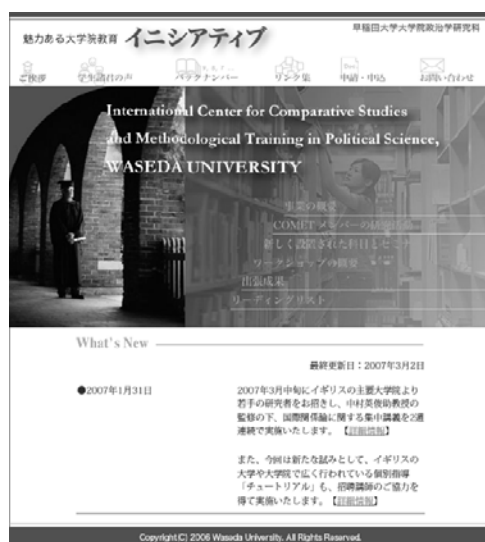 魅力ある大学院教育 イニシアティブ
早稲田大学大学院政治学研究科
ご挨拶
学生諸君の声
バックナンバー
リンク集
申請・申込
お問い合わせ
International Center for Comparative Studies
and Methodological Training in Political Science,
WASEDA UNIVERSITY
事業の概要
COMET メンバーの
新しく設置された科目とセミナ
ワークショップの概要
出張成果
リーディングリスト
What's New
最終更新日：2007年3月2日
●2007年1月31日
2007年3月中旬にイギリスの主要大学院より
若手の研究者をお招きし、中村英俊助教授の
監修の下、国際関係論に関する集中講義を2週
連続で実施いたします。【詳細情報】
また、今回は新たな試みとして、イギリスの
大学や大学院で広く行われている個別指導
「チュートリアル」も、招聘講師のご協力を
得て実施いたします。【詳細情報】
Copyright(C) 2006 Waseda University. All Rights Reserved.